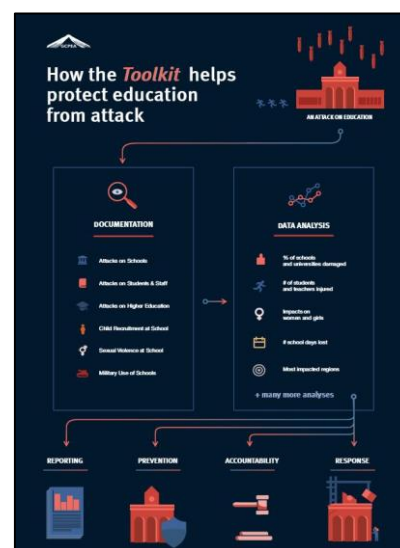 GCPEA
How the Toolkit helps
protect education
from attack
AN ATTACK ON EDUCATION
DOCUMENTATION
Attacks on Schools
Attacks on Students & Staff
Attacks on Higher Education
Child Recruitment at School
Sexual Violence at School
Military Use of Schools
DATA ANALYSIS
% of schools
and universities damaged
# of students
and teachers injured
Impacts on
women and girls
# school days lost
Most impacted regions
+ many more analyses
REPORTING
PREVENTION
ACCOUNTABILITY
RESPONSE